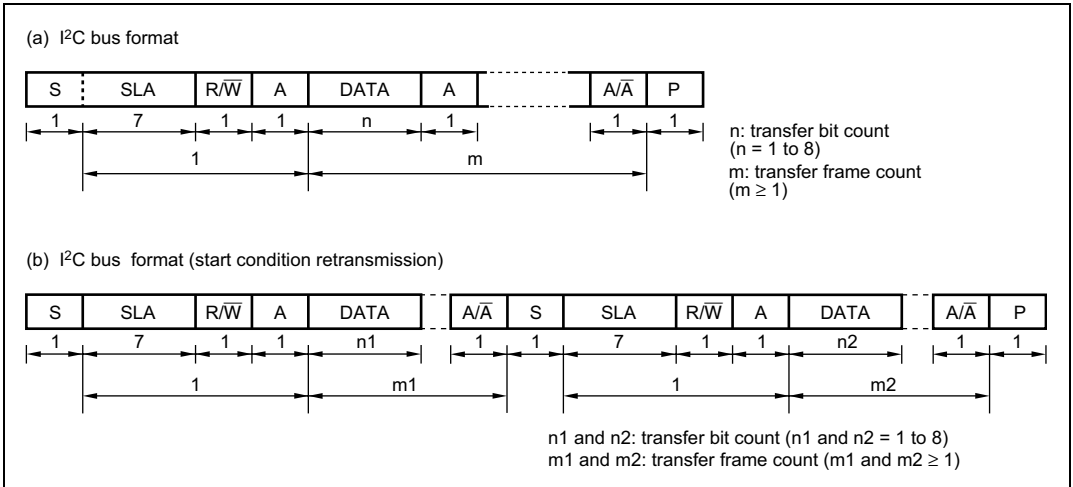 (a) I²C bus format
S SLA R/W̅ A DATA A A/A̅ P
1 7 1 1 n 1 1 1
1 m
n: transfer bit count
(n = 1 to 8)
m: transfer frame count
(m ≥ 1)
(b) I²C bus format (start condition retransmission)
S SLA R/W̅ A DATA A/A̅ S SLA R/W̅ A DATA A/A̅ P
1 7 1 1 n1 1 1 7 1 1 n2 1 1
1 m1 1 m2
n1 and n2: transfer bit count (n1 and n2 = 1 to 8)
m1 and m2: transfer frame count (m1 and m2 ≥ 1)